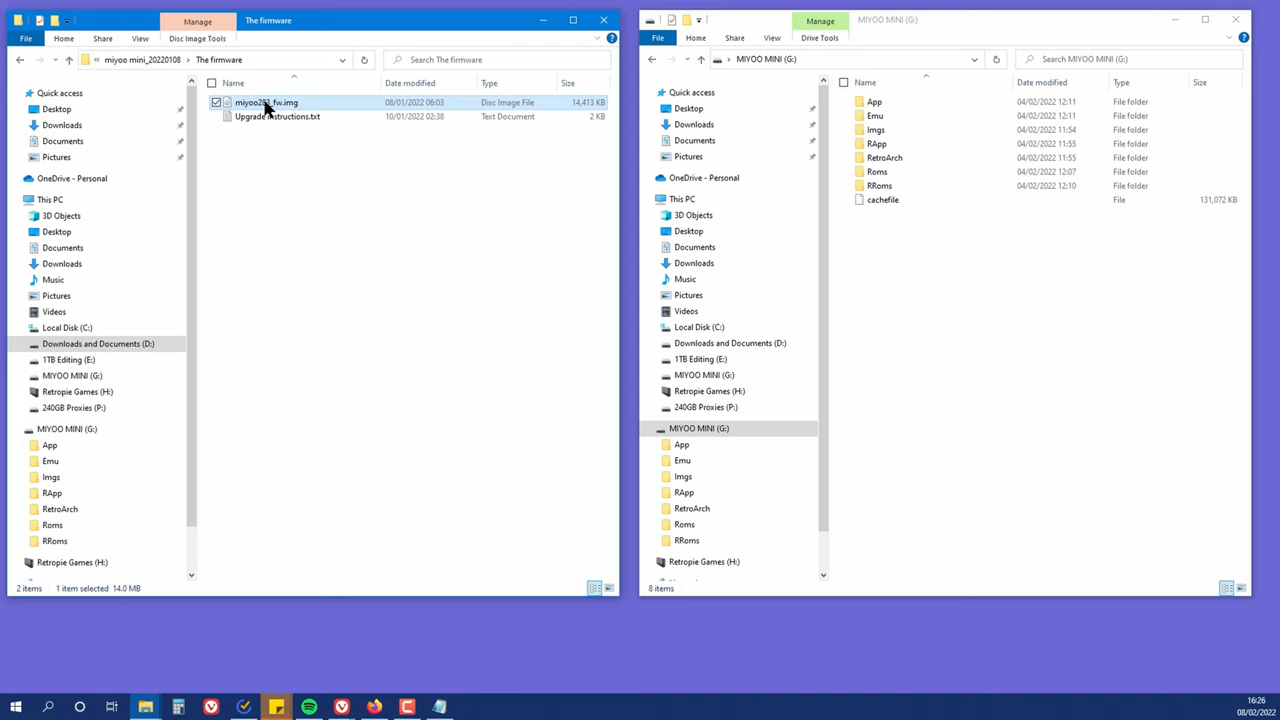 Manage
The firmware
File
Home
Share
View
Disc Image Tools
« miyoo mini_20220108 > The firmware
Search The firmware
Name
Date modified
Type
Size
Quick access
Desktop
Downloads
Documents
Pictures
OneDrive - Personal
This PC
3D Objects
Desktop
Documents
Downloads
Music
Pictures
Videos
Local Disk (C:)
Downloads and Documents (D:)
1TB Editing (E:)
MIYOO MINI (G:)
Retropie Games (H:)
240GB Proxies (P:)
MIYOO MINI (G:)
App
Emu
Imgs
RApp
RetroArch
Roms
RRoms
Retropie Games (H:)
miyoo283_fw.img 08/01/2022 06:03 Disc Image File 14,413 KB
Upgrade instructions.txt 10/01/2022 02:38 Text Document 2 KB
2 items 1 item selected 14.0 MB
Manage
MIYOO MINI (G:)
File
Home
Share
View
Drive Tools
> MIYOO MINI (G:)
Search MIYOO MINI (G:)
Name
Date modified
Type
Size
Quick access
Desktop
Downloads
Documents
Pictures
OneDrive - Personal
This PC
3D Objects
Desktop
Documents
Downloads
Music
Pictures
Videos
Local Disk (C:)
Downloads and Documents (D:)
1TB Editing (E:)
MIYOO MINI (G:)
Retropie Games (H:)
240GB Proxies (P:)
MIYOO MINI (G:)
App
Emu
Imgs
RApp
RetroArch
Roms
RRoms
Retropie Games (H:)
App 04/02/2022 12:11 File folder
Emu 04/02/2022 12:11 File folder
Imgs 04/02/2022 11:54 File folder
RApp 04/02/2022 11:55 File folder
RetroArch 04/02/2022 11:55 File folder
Roms 04/02/2022 12:07 File folder
RRoms 04/02/2022 12:10 File folder
cachefile File 131,072 KB
8 items
16:26
08/02/2022